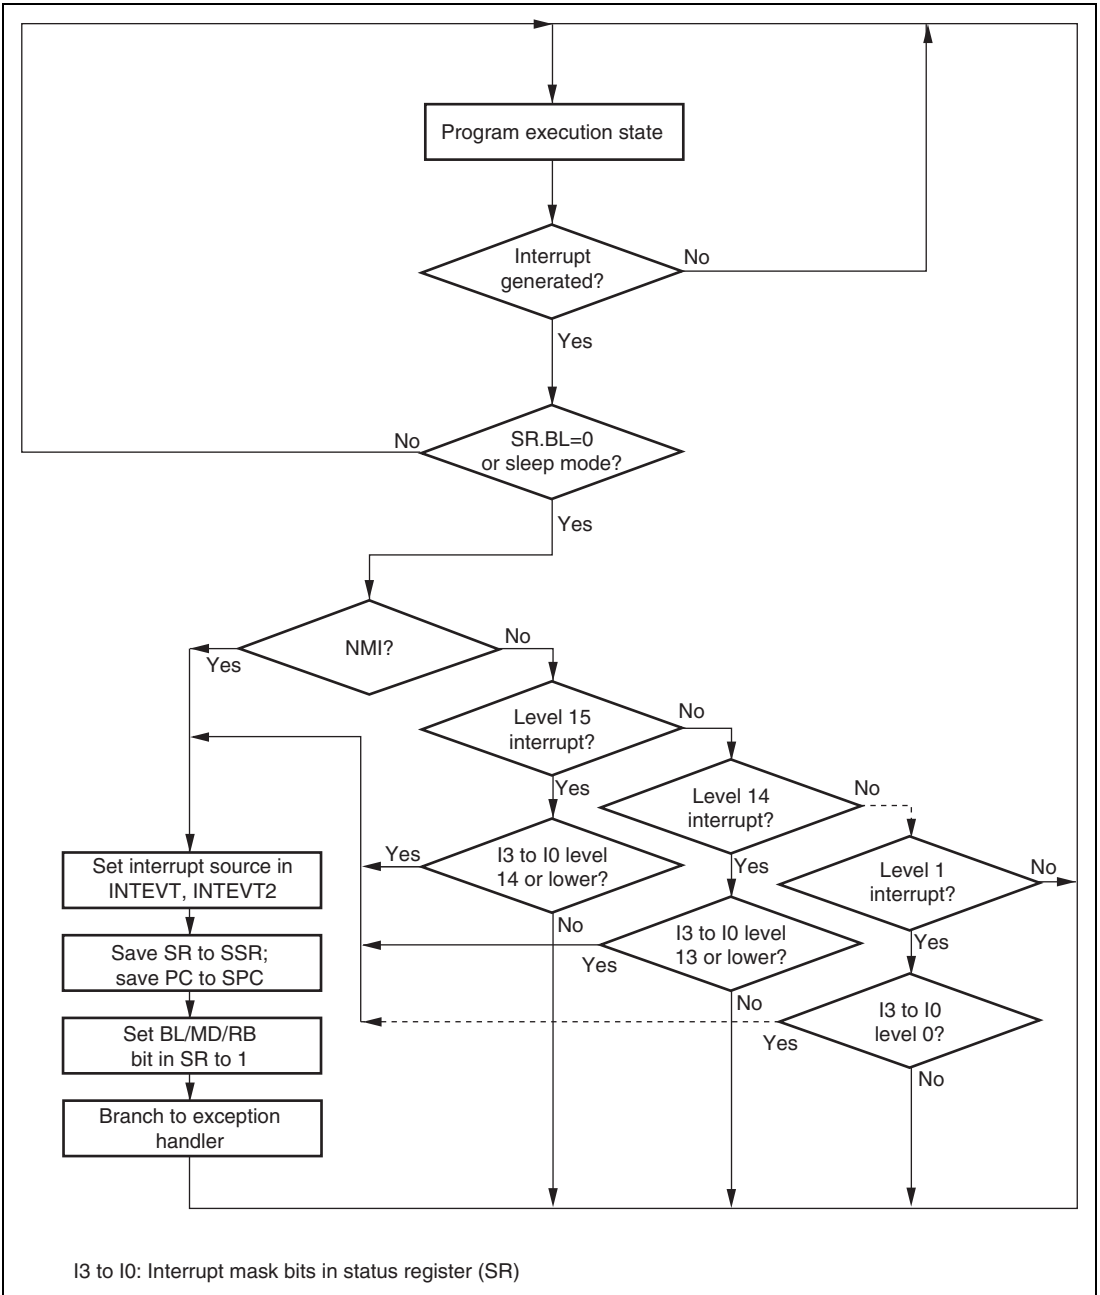 Program execution state
Interrupt
generated?
No
Yes
SR.BL=0
or sleep mode?
No
Yes
NMI?
Yes
No
Level 15
interrupt?
No
Yes
Level 14
interrupt?
No
Yes
Level 1
interrupt?
No
Yes
I3 to I0 level
14 or lower?
Yes
No
I3 to I0 level
13 or lower?
Yes
No
I3 to I0
level 0?
Yes
No
Set interrupt source in
INTEVT, INTEVT2
Save SR to SSR;
save PC to SPC
Set BL/MD/RB
bit in SR to 1
Branch to exception
handler
I3 to I0: Interrupt mask bits in status register (SR)